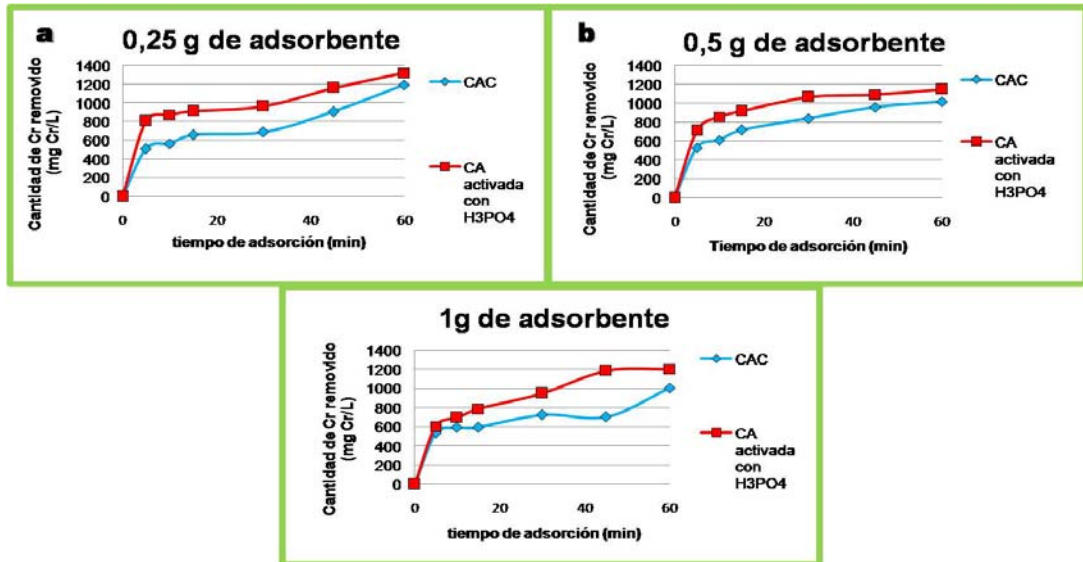 a
0,25 g de adsorbente
Cantidad de Cr removido
(mg Cr/L)
1400
1200
1000
800
600
400
200
0
0
20
40
60
tiempo de adsorción (min)
CAC
CA
activada
con
H3PO4
b
0,5 g de adsorbente
Cantidad de Cr removido
(mg Cr/L)
1400
1200
1000
800
600
400
200
0
0
20
40
60
Tiempo de adsorción (min)
CAC
CA
activada
con
H3PO4
1g de adsorbente
Cantidad de Cr removido
(mg Cr/L)
1400
1200
1000
800
600
400
200
0
0
20
40
60
tiempo de adsorción (min)
CAC
CA
activada
con
H3PO4